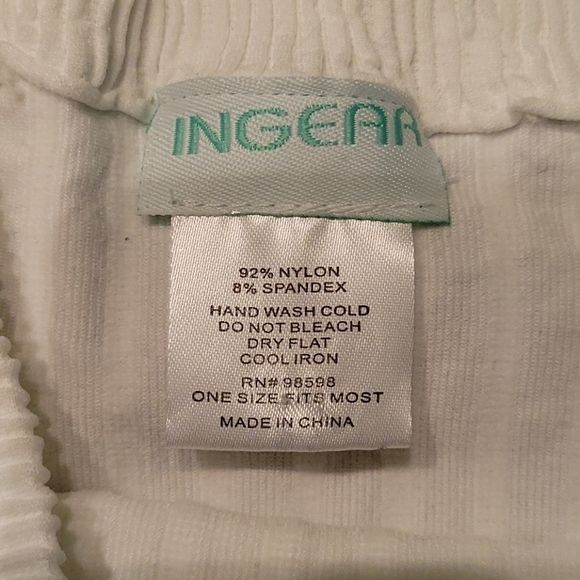 INGEAR
92% NYLON
8% SPANDEX
HAND WASH COLD
DO NOT BLEACH
DRY FLAT
COOL IRON
RN# 98598
ONE SIZE FITS MOST
MADE IN CHINA